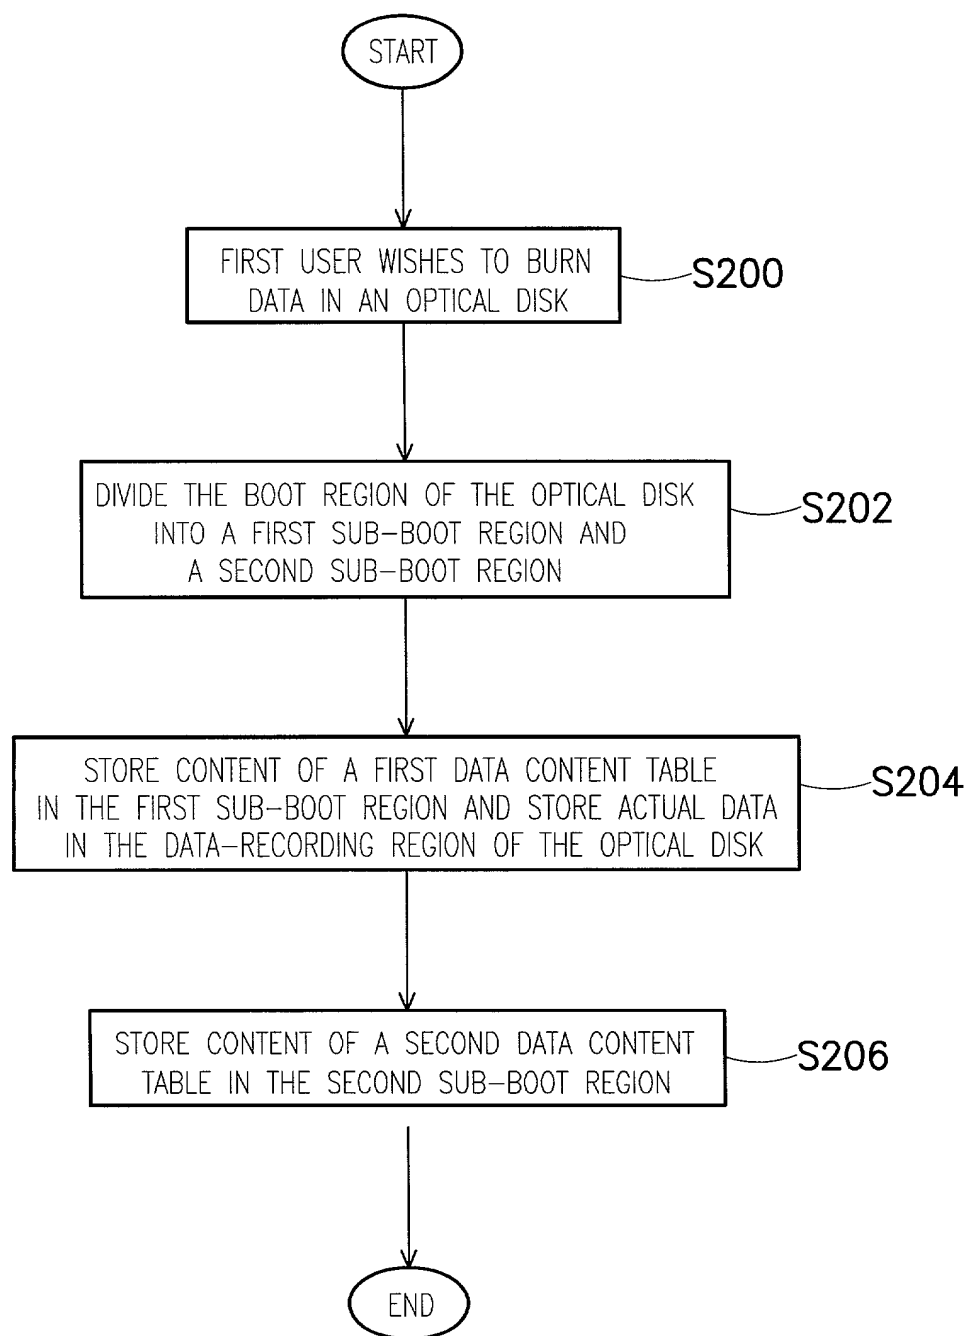 START
FIRST USER WISHES TO BURN
DATA IN AN OPTICAL DISK
S200
DIVIDE THE BOOT REGION OF THE OPTICAL DISK
INTO A FIRST SUB-BOOT REGION AND
A SECOND SUB-BOOT REGION
S202
STORE CONTENT OF A FIRST DATA CONTENT TABLE
IN THE FIRST SUB-BOOT REGION AND STORE ACTUAL DATA
IN THE DATA-RECORDING REGION OF THE OPTICAL DISK
S204
STORE CONTENT OF A SECOND DATA CONTENT
TABLE IN THE SECOND SUB-BOOT REGION
S206
END